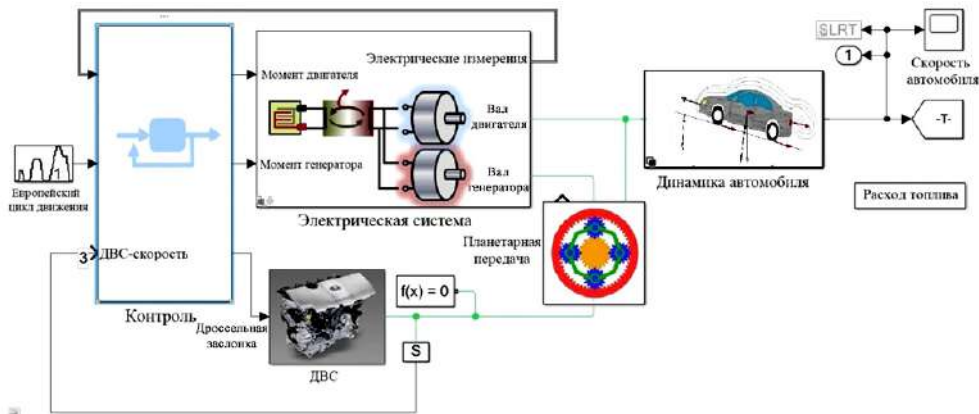 SLRT
1
Скорость
автомобиля
-T-
Электрические измерения
Момент двигателя
Вал
двигателя
Момент генератора
Вал
генератора
Европейский
цикл движения
Динамика автомобиля
Расход топлива
Электрическая система
Планетарная
передача
3
ДВС-скорость
f(x) = 0
Контроль
Дроссельная
заслонка
S
ДВС